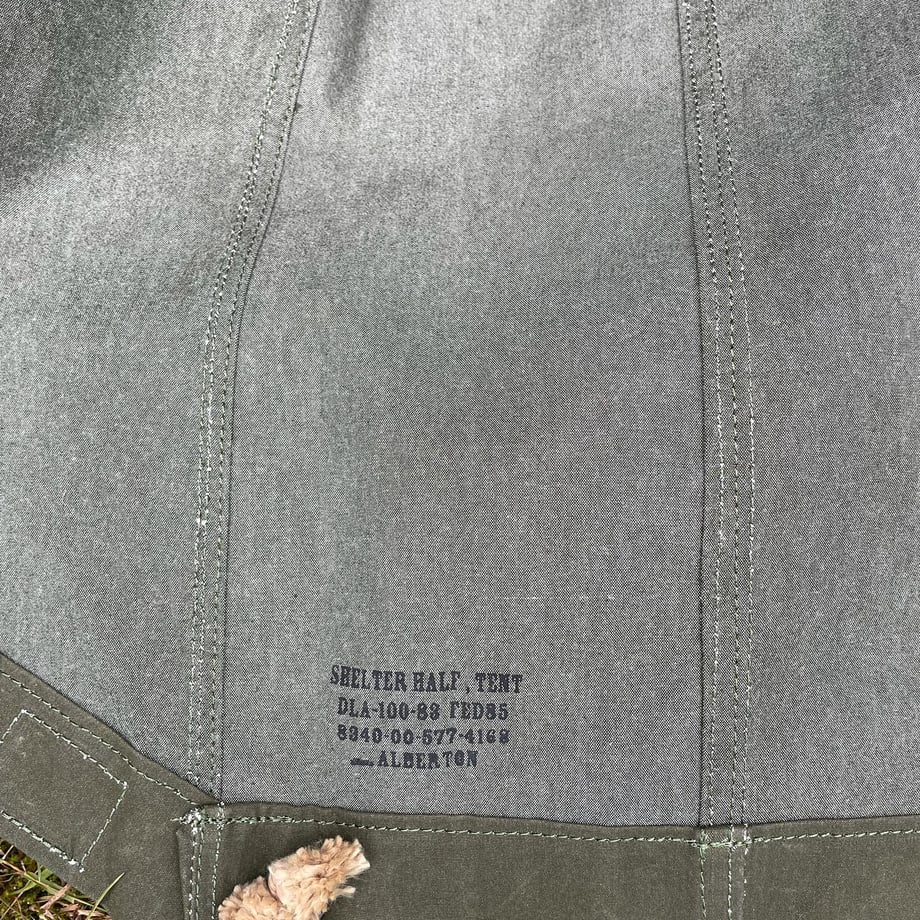 SHELTER HALF, TENT
DLA-100-83 FED85
8340-00-577-4168
ALBERTON